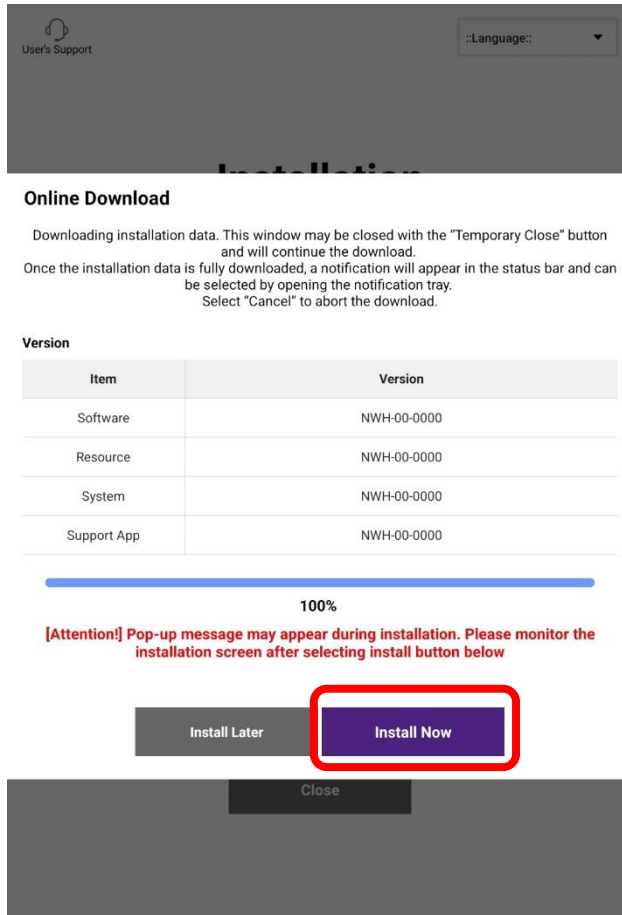 User's Support
::Language::
Installation
Online Download
Downloading installation data. This window may be closed with the "Temporary Close" button
and will continue the download.
Once the installation data is fully downloaded, a notification will appear in the status bar and can
be selected by opening the notification tray.
Select "Cancel" to abort the download.
Version
Item Version
Software NWH-00-0000
Resource NWH-00-0000
System NWH-00-0000
Support App NWH-00-0000
100%
[Attention!] Pop-up message may appear during installation. Please monitor the
installation screen after selecting install button below
Install Later Install Now
Close